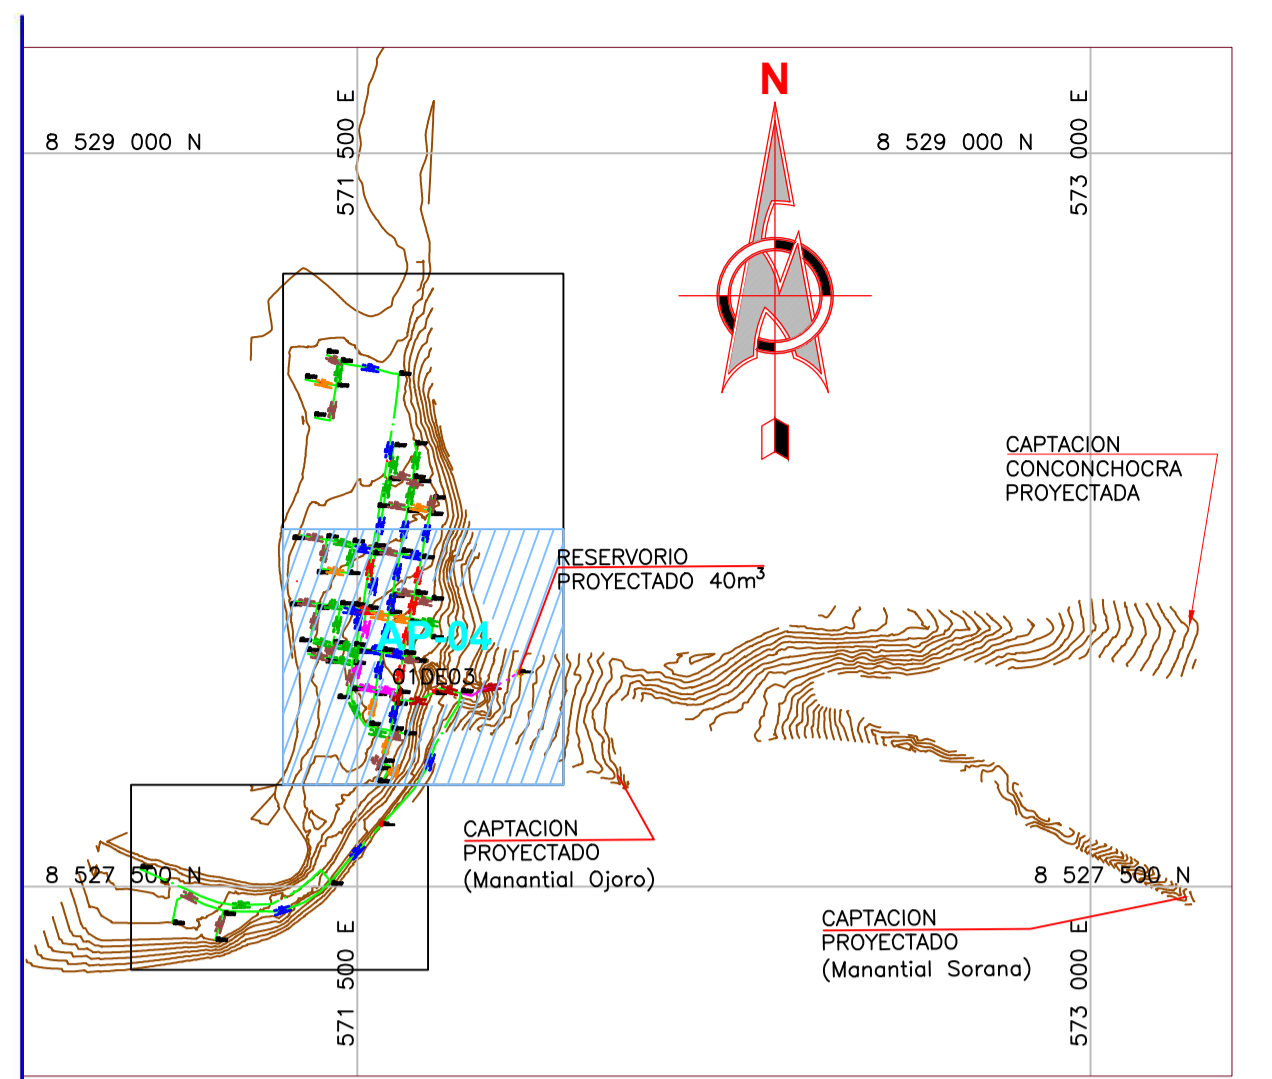 N
571 500 E
573 000 E
8 529 000 N
8 529 000 N
CAPTACION
CONCONCHOCRA
PROYECTADA
RESERVORIO
PROYECTADO 40m³
AP-04
01DE03
CAPTACION
PROYECTADO
(Manantial Ojoro)
8 527 500 N
8 527 500 N
CAPTACION
PROYECTADO
(Manantial Sorana)
571 500 E
573 000 E